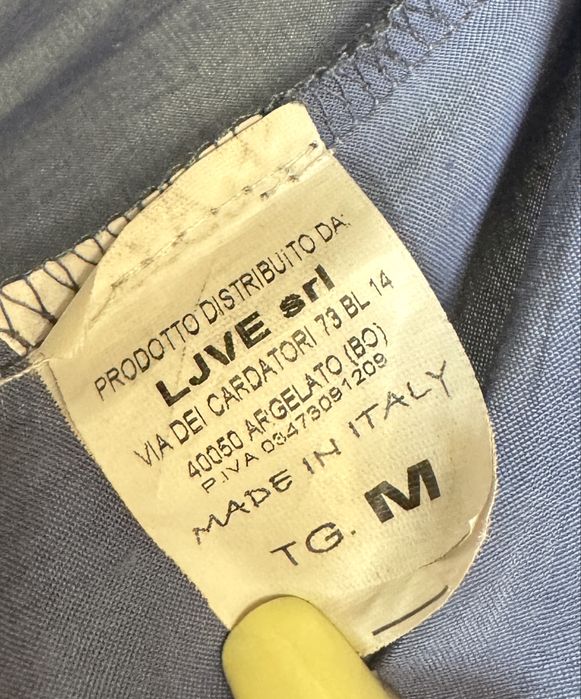 PRODOTTO DISTRIBUITO DA:
LJVE srl
VIA DEI CARDATORI 73 BL 14
40050 ARGELATO (BO)
P.IVA 03473091209
MADE IN ITALY
TG. M